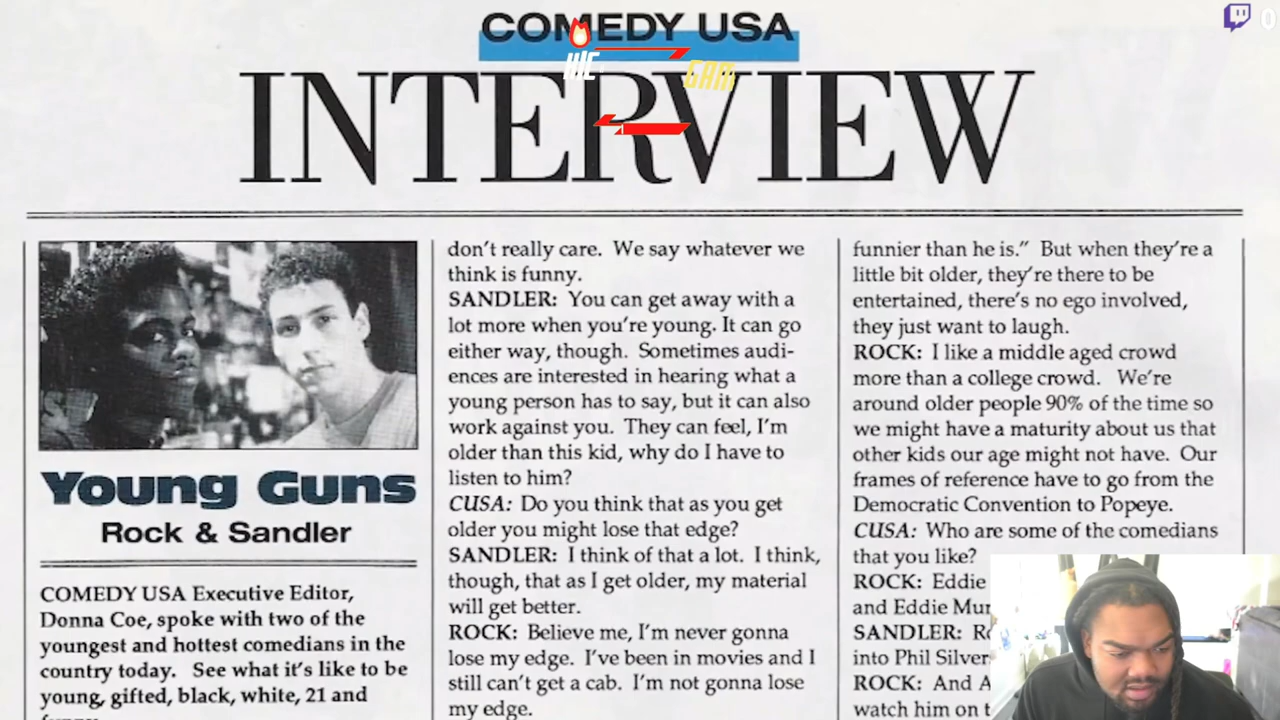 COMEDY USA
INTERVIEW
0
Young Guns
Rock & Sandler
COMEDY USA Executive Editor,
Donna Coe, spoke with two of the
youngest and hottest comedians in the
country today. See what it's like to be
young, gifted, black, white, 21 and
don't really care. We say whatever we
think is funny.
SANDLER: You can get away with a
lot more when you're young. It can go
either way, though. Sometimes audi-
ences are interested in hearing what a
young person has to say, but it can also
work against you. They can feel, I'm
older than this kid, why do I have to
listen to him?
CUSA: Do you think that as you get
older you might lose that edge?
SANDLER: I think of that a lot. I think,
though, that as I get older, my material
will get better.
ROCK: Believe me, I'm never gonna
lose my edge. I've been in movies and I
still can't get a cab. I'm not gonna lose
my edge.
funnier than he is." But when they're a
little bit older, they're there to be
entertained, there's no ego involved,
they just want to laugh.
ROCK: I like a middle aged crowd
more than a college crowd. We're
around older people 90% of the time so
we might have a maturity about us that
other kids our age might not have. Our
frames of reference have to go from the
Democratic Convention to Popeye.
CUSA: Who are some of the comedians
that you like?
ROCK: Eddie
and Eddie Mur
SANDLER: Ro
into Phil Silver
ROCK: And A
watch him on t